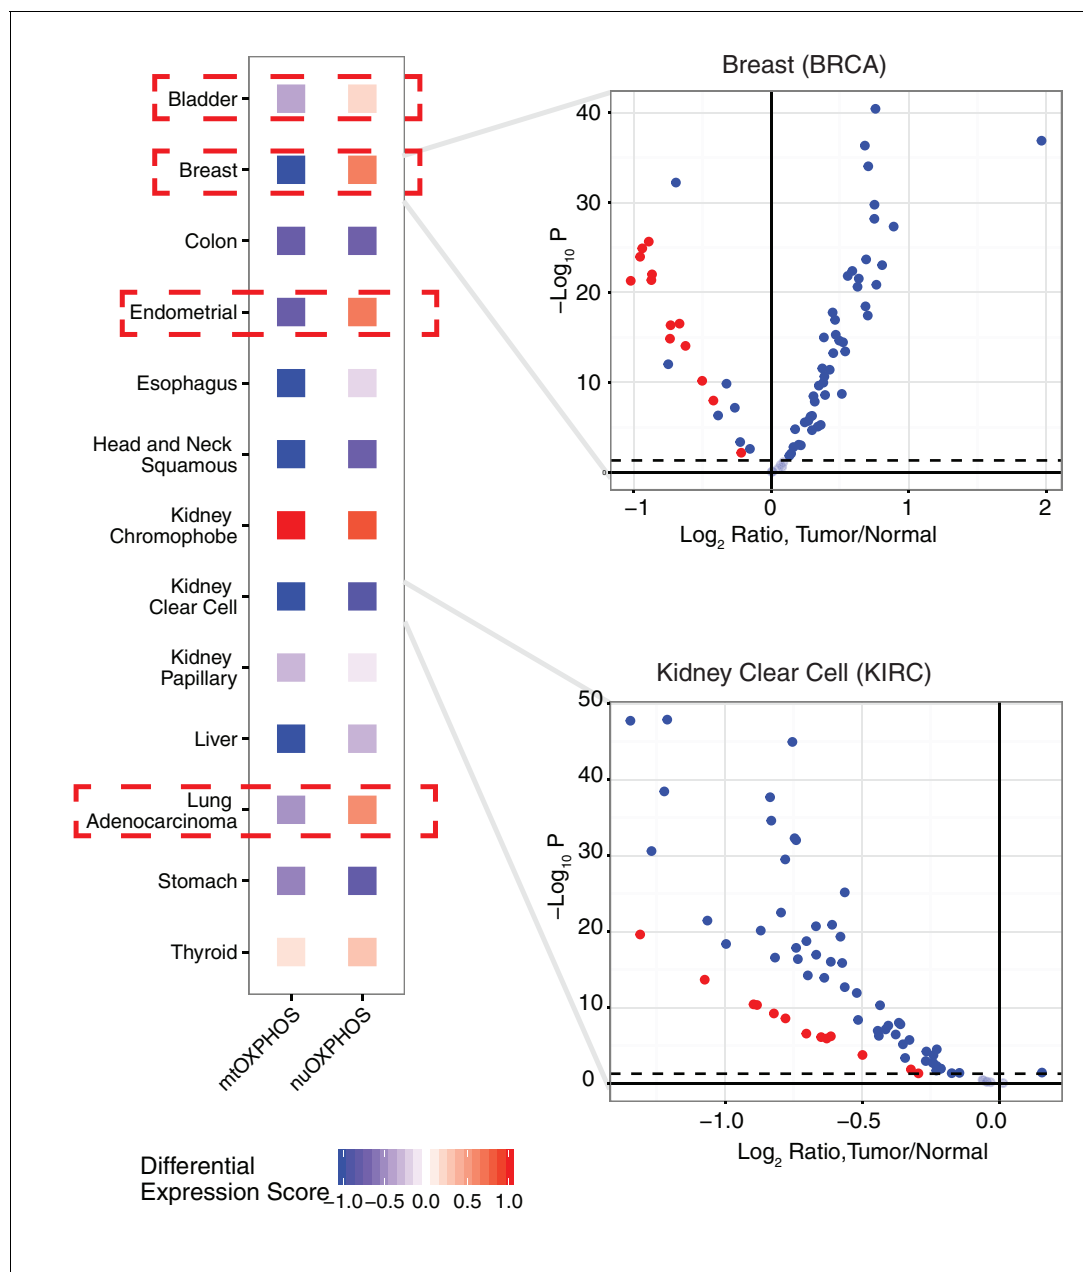 Bladder
Breast
Colon
Endometrial
Esophagus
Head and Neck
Squamous
Kidney
Chromophobe
Kidney
Clear Cell
Kidney
Papillary
Liver
Lung
Adenocarcinoma
Stomach
Thyroid
mtOXPHOS
nuOXPHOS
Differential
Expression Score
−1.0 −0.5 0.0 0.5 1.0
Breast (BRCA)
−Log10 P
40
30
20
10
0
−1 0 1 2
Log2 Ratio, Tumor/Normal
Kidney Clear Cell (KIRC)
−Log10 P
50
40
30
20
10
0
−1.0 −0.5 0.0
Log2 Ratio,Tumor/Normal